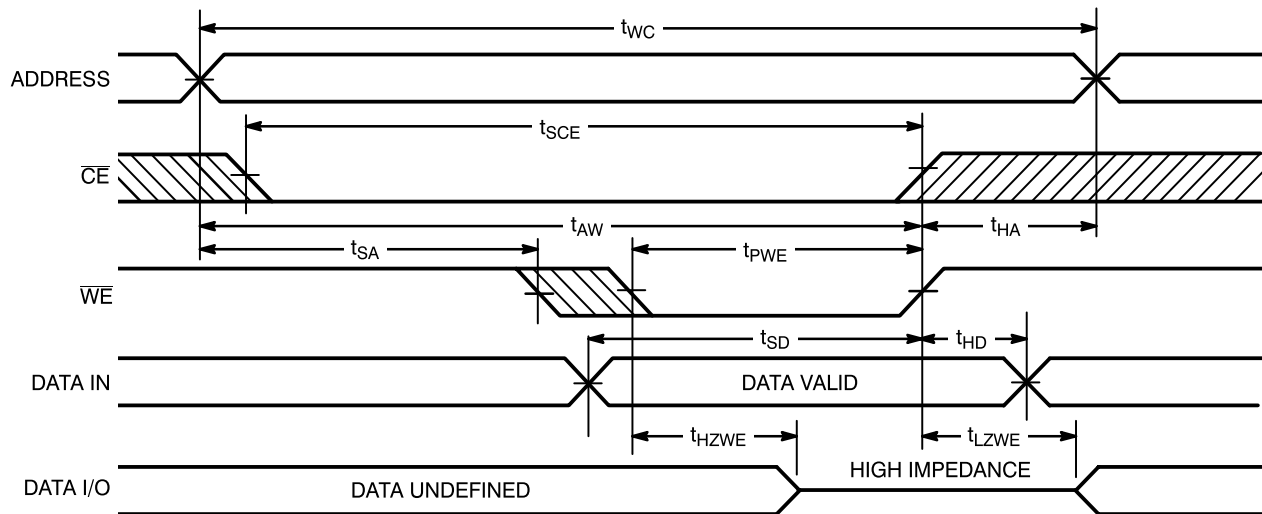 tWC
ADDRESS
tSCE
CE
tAW
tHA
tSA
tPWE
WE
tSD
tHD
DATA IN
DATA VALID
tHZWE
tLZWE
HIGH IMPEDANCE
DATA I/O
DATA UNDEFINED